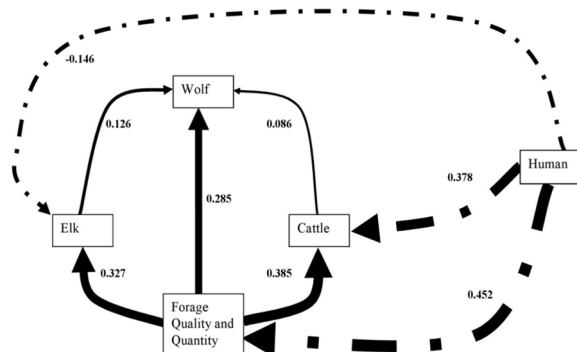 -0.146
Wolf
0.126
0.086
Human
0.378
0.285
Elk
Cattle
0.327
0.385
0.452
Forage
Quality and
Quantity